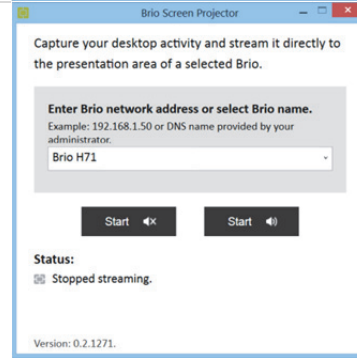 Brio Screen Projector
Capture your desktop activity and stream it directly to
the presentation area of a selected Brio.
Enter Brio network address or select Brio name.
Example: 192.168.1.50 or DNS name provided by your
administrator.
Brio H71
Start Start
Status:
Stopped streaming.
Version: 0.2.1271.